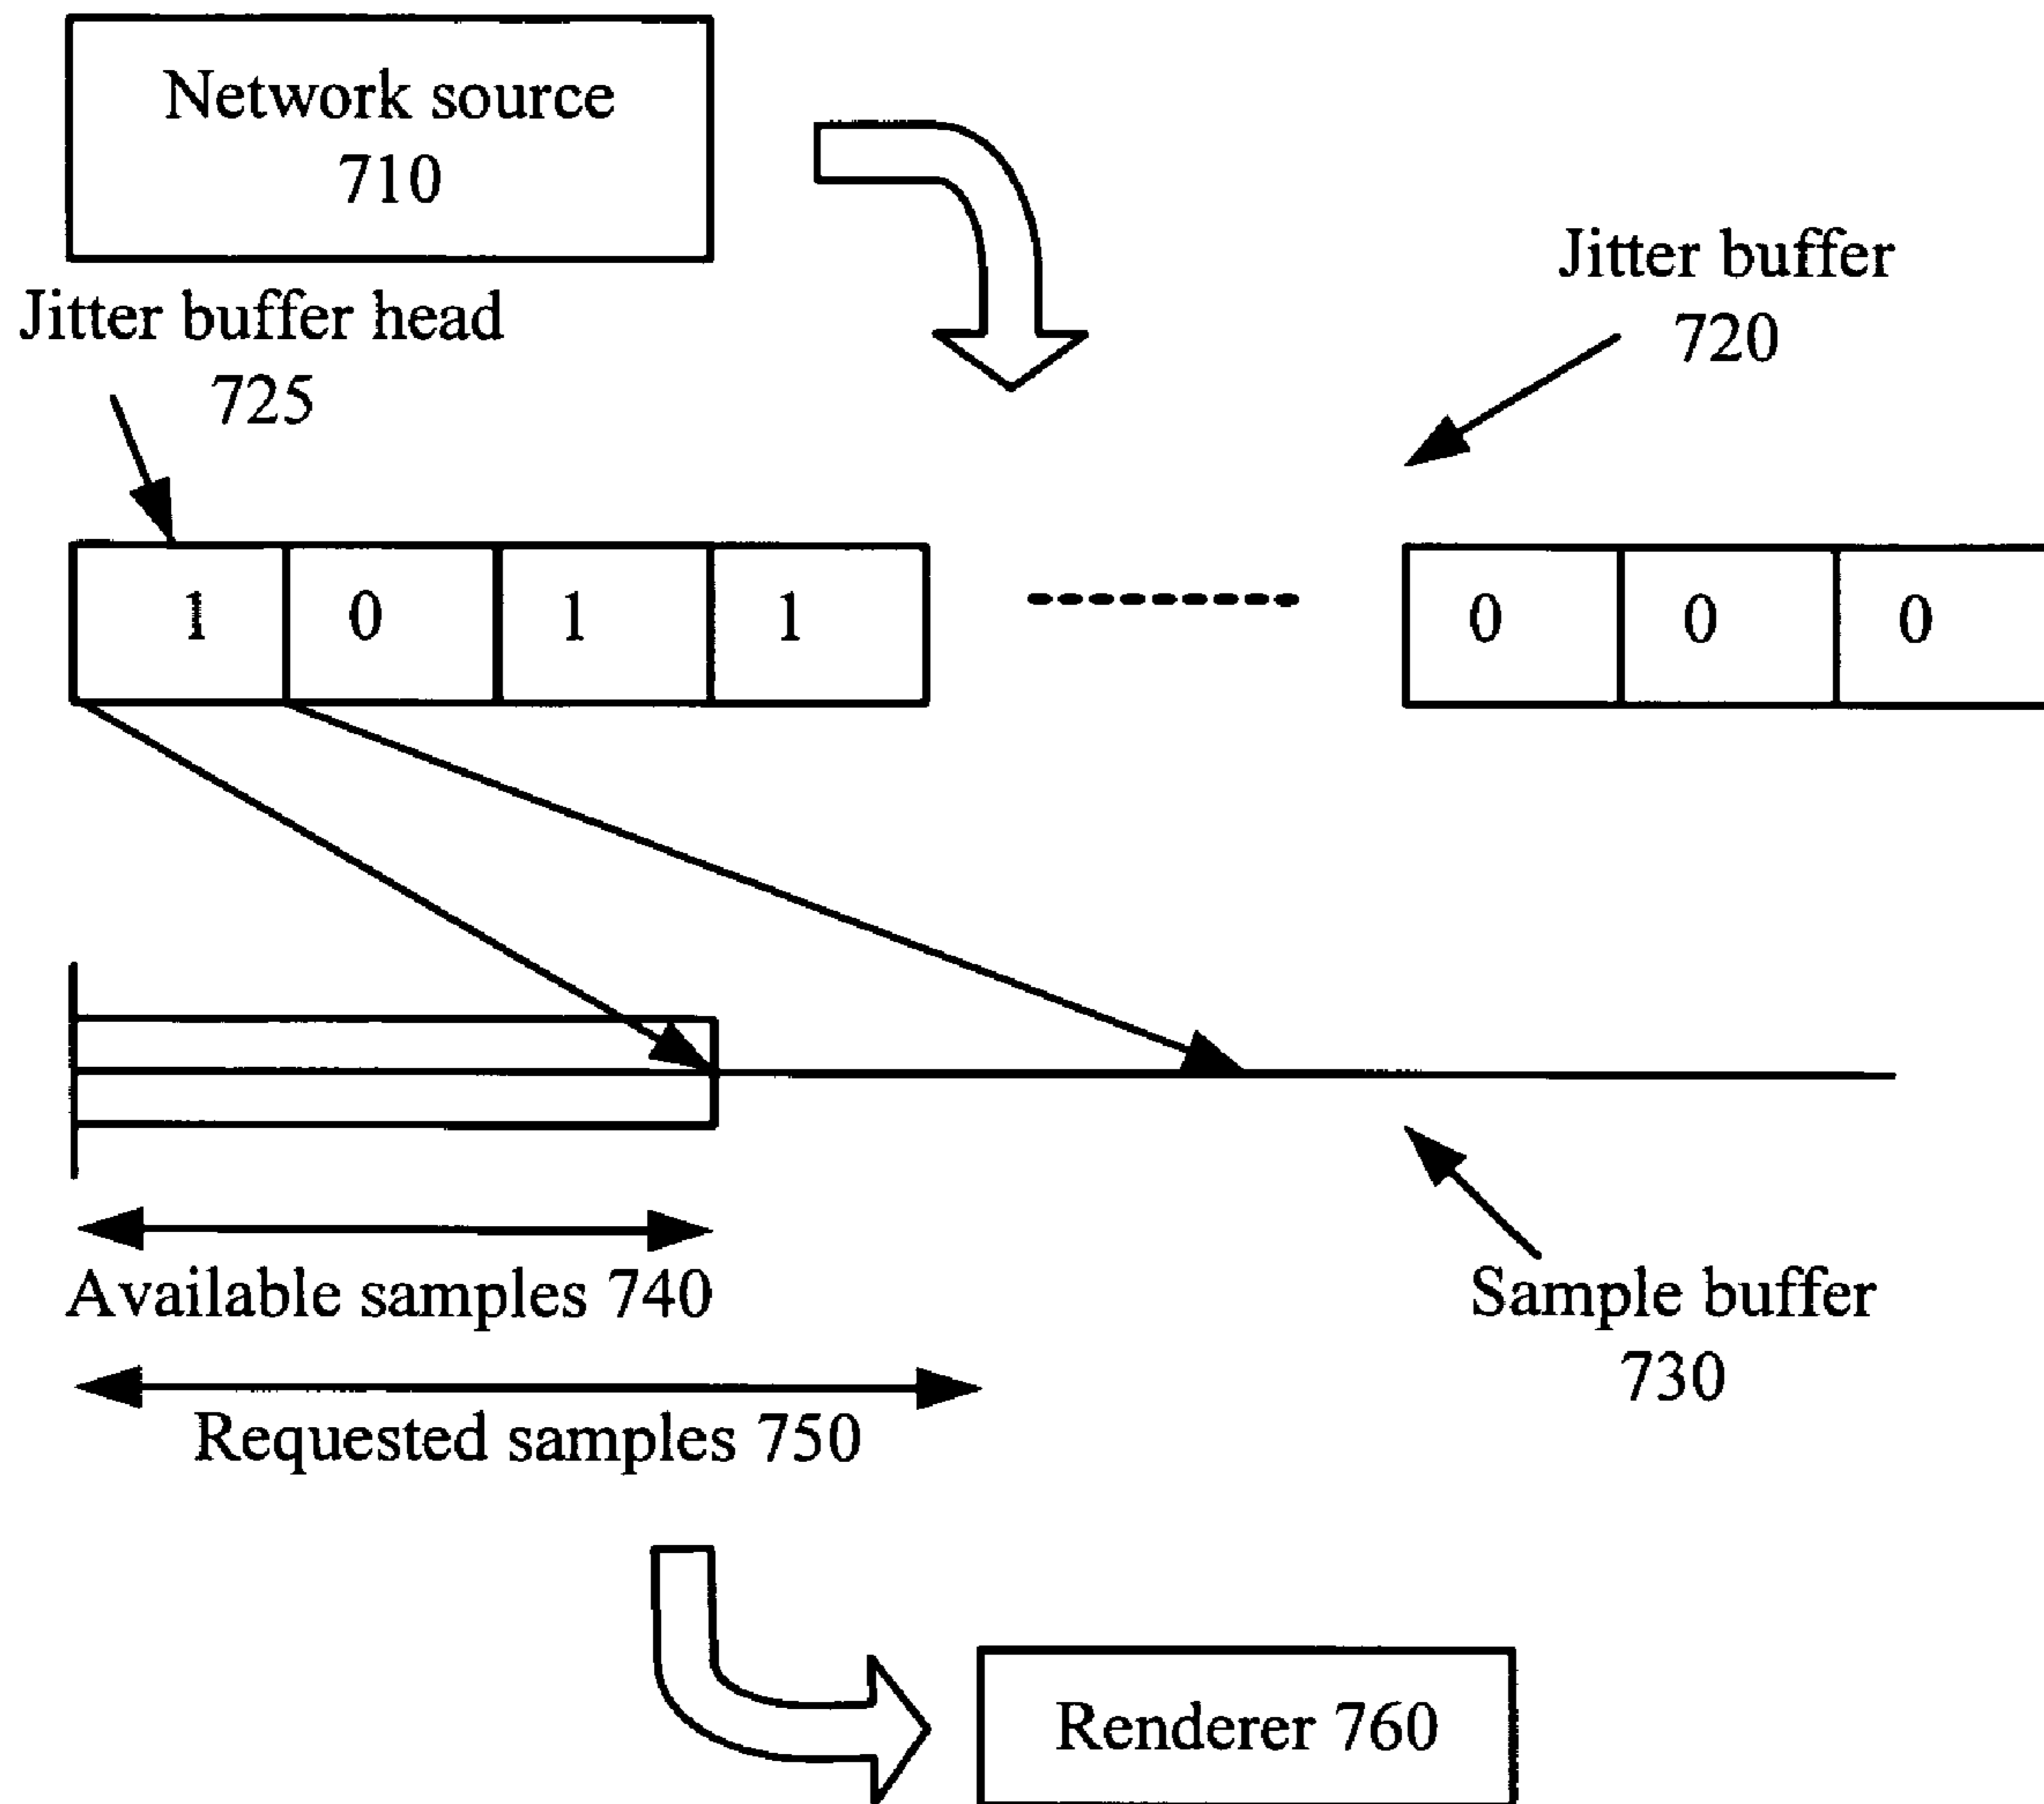 Network source
710
Jitter buffer head
725
Jitter buffer
720
1 0 1 1 0 0 0
Available samples 740
Requested samples 750
Sample buffer
730
Renderer 760